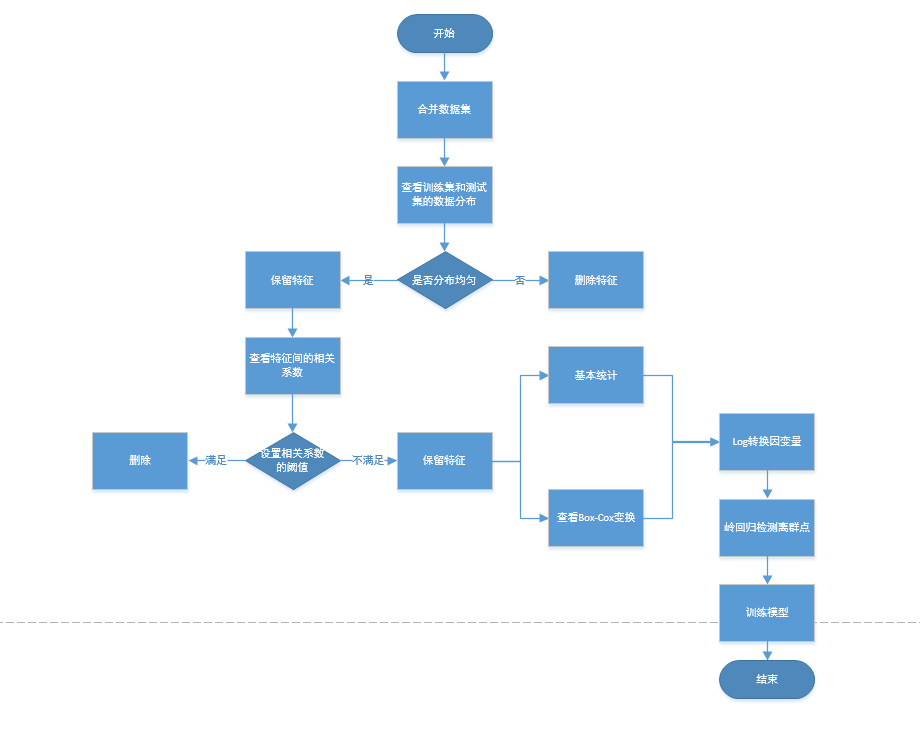 开始
合并数据集
查看训练集和测试
集的数据分布
保留特征
是
是否分布均匀
否
删除特征
查看特征间的相关
系数
基本统计
删除
满足
设置相关系数
的阈值
不满足
保留特征
Log转换因变量
查看Box-Cox变换
岭回归检测离群点
训练模型
结束